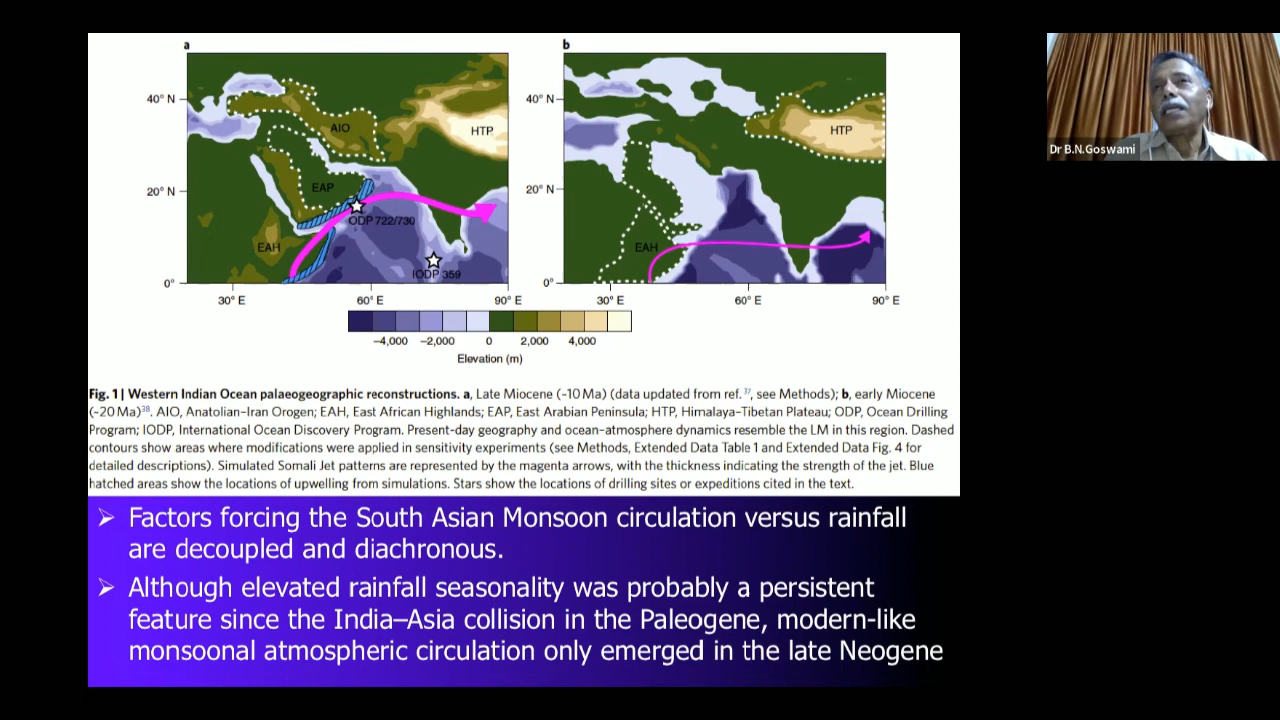 a
b
40° N
40° N
AIO
HTP
HTP
20° N
20° N
EAP
ODP 722/730
EAH
EAH
IODP 359
0°
0°
30° E
60° E
90° E
30° E
60° E
90° E
–4,000 –2,000 0 2,000 4,000
Elevation (m)
Fig. 1 | Western Indian Ocean palaeogeographic reconstructions. a, Late Miocene (~10 Ma) (data updated from ref. 37, see Methods); b, early Miocene
(~20 Ma)38. AIO, Anatolian–Iran Orogen; EAH, East African Highlands; EAP, East Arabian Peninsula; HTP, Himalaya–Tibetan Plateau; ODP, Ocean Drilling
Program; IODP, International Ocean Discovery Program. Present-day geography and ocean–atmosphere dynamics resemble the LM in this region. Dashed
contours show areas where modifications were applied in sensitivity experiments (see Methods, Extended Data Table 1 and Extended Data Fig. 4 for
detailed descriptions). Simulated Somali Jet patterns are represented by the magenta arrows, with the thickness indicating the strength of the jet. Blue
hatched areas show the locations of upwelling from simulations. Stars show the locations of drilling sites or expeditions cited in the text.
Factors forcing the South Asian Monsoon circulation versus rainfall
are decoupled and diachronous.
Although elevated rainfall seasonality was probably a persistent
feature since the India–Asia collision in the Paleogene, modern-like
monsoonal atmospheric circulation only emerged in the late Neogene
Dr B.N.Goswami